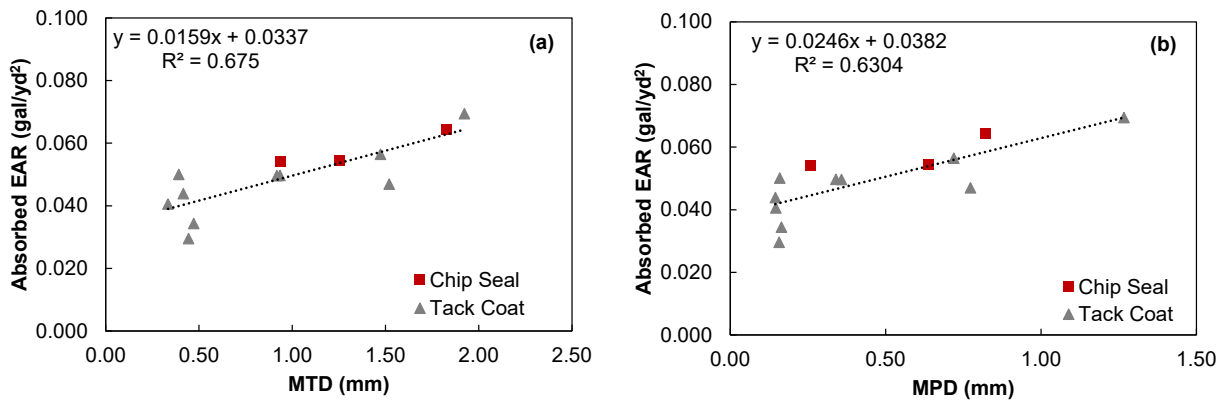 y = 0.0159x + 0.0337
R² = 0.675
(a)
Absorbed EAR (gal/yd²)
0.100
0.080
0.060
0.040
0.020
0.000
Chip Seal
Tack Coat
0.00 0.50 1.00 1.50 2.00 2.50
MTD (mm)
y = 0.0246x + 0.0382
R² = 0.6304
(b)
Absorbed EAR (gal/yd²)
0.100
0.080
0.060
0.040
0.020
0.000
Chip Seal
Tack Coat
0.00 0.50 1.00 1.50
MPD (mm)